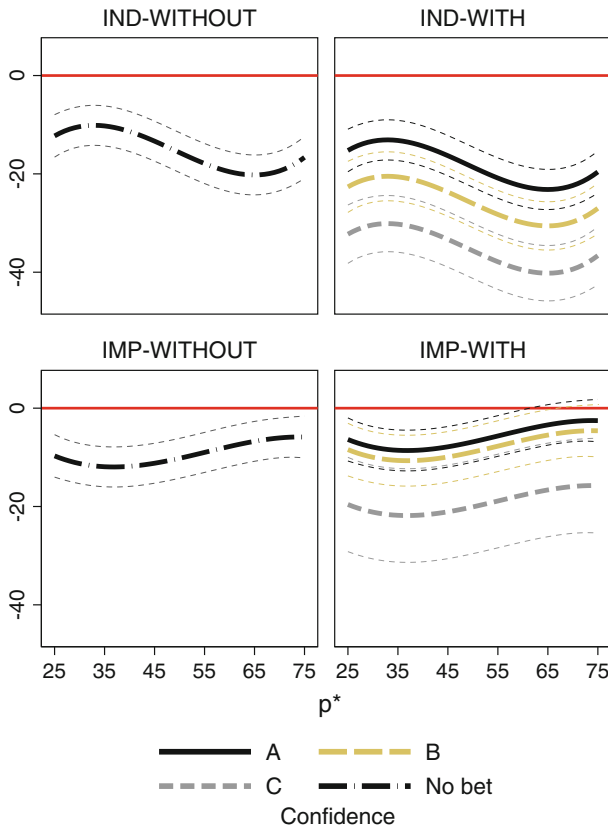 IND-WITHOUT
IND-WITH
0
-20
-40
IMP-WITHOUT
IMP-WITH
0
-20
-40
25 35 45 55 65 75
25 35 45 55 65 75
p*
A
B
C
No bet
Confidence